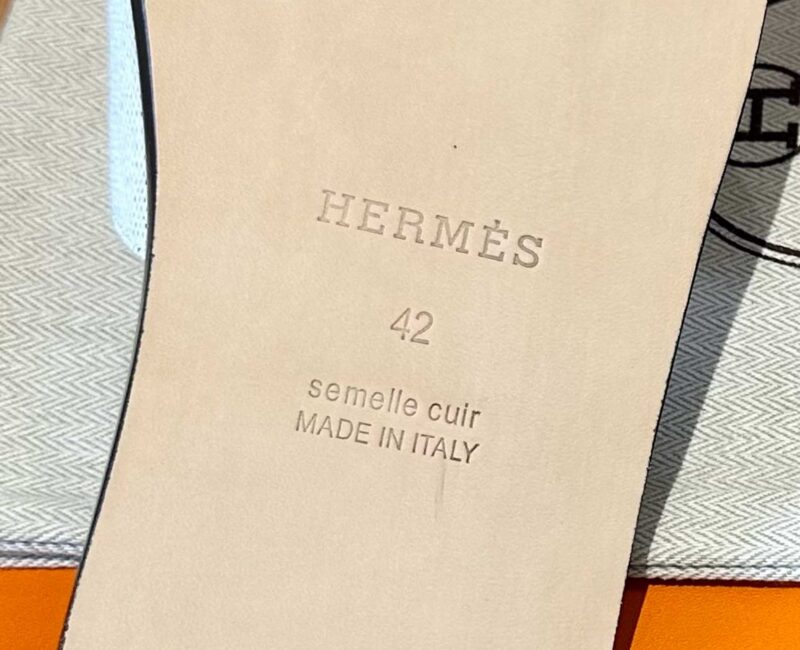 HERMÈS
42
semelle cuir
MADE IN ITALY
H